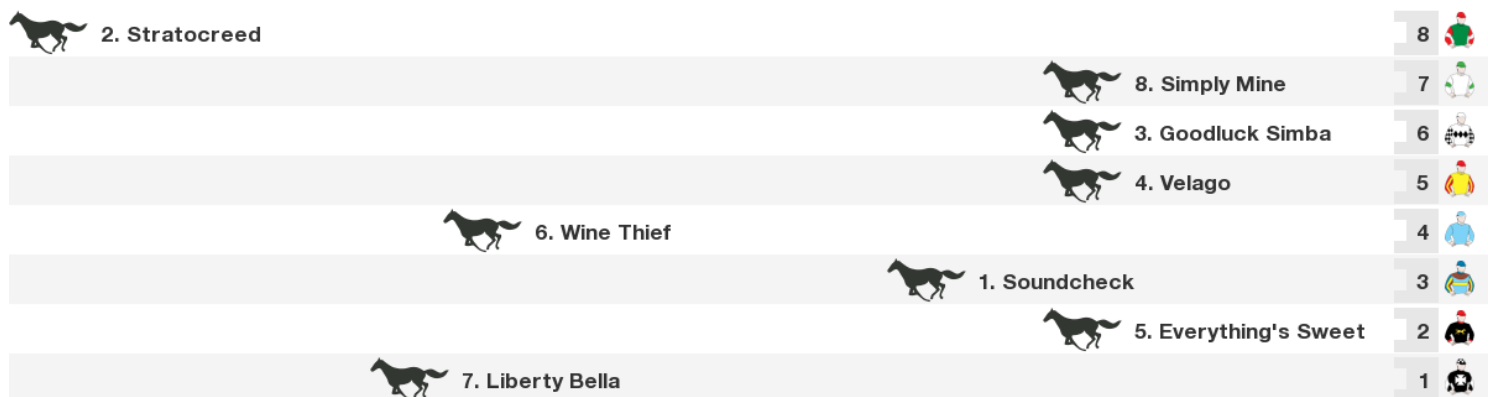 2. Stratocreed 8
8. Simply Mine 7
3. Goodluck Simba 6
4. Velago 5
6. Wine Thief 4
1. Soundcheck 3
5. Everything's Sweet 2
7. Liberty Bella 1